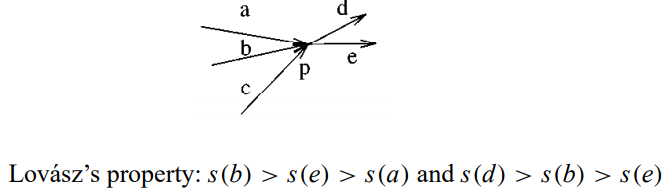 a
d
b
e
p
c
Lovász's property: s(b) > s(e) > s(a) and s(d) > s(b) > s(e)